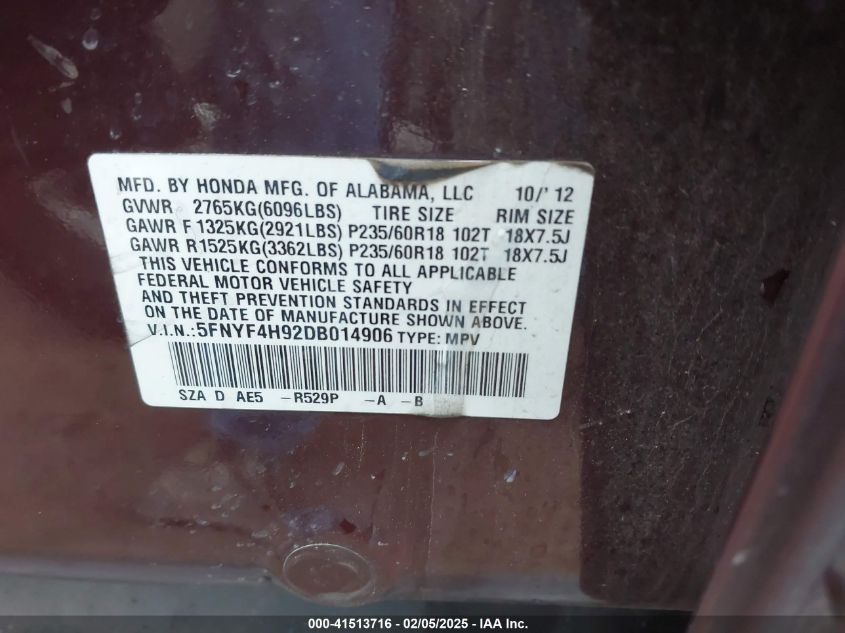 MFD. BY HONDA MFG. OF ALABAMA, LLC 10/' 12
GVWR 2765KG(6096LBS) TIRE SIZE RIM SIZE
GAWR F1325KG(2921LBS) P235/60R18 102T 18X7.5J
GAWR R1525KG(3362LBS) P235/60R18 102T 18X7.5J
THIS VEHICLE CONFORMS TO ALL APPLICABLE
FEDERAL MOTOR VEHICLE SAFETY
AND THEFT PREVENTION STANDARDS IN EFFECT
ON THE DATE OF MANUFACTURE SHOWN ABOVE.
V.I.N.:5FNYF4H92DB014906 TYPE: MPV
SZA D AE5 -R529P -A -B
000-41513716 - 02/05/2025 - IAA Inc.